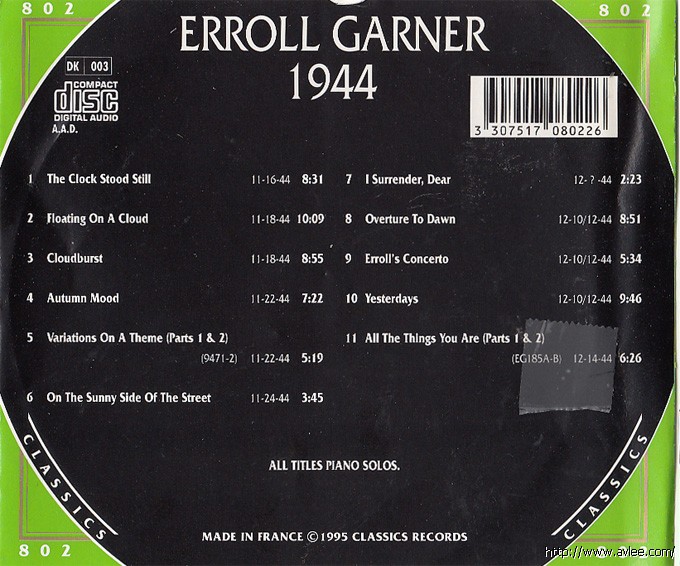 802 802
ERROLL GARNER
1944
DK 003
COMPACT
disc
DIGITAL AUDIO
A.A.D.
3 307517 080226
1 The Clock Stood Still 11-16-44 8:31
2 Floating On A Cloud 11-18-44 10:09
3 Cloudburst 11-18-44 8:55
4 Autumn Mood 11-22-44 7:22
5 Variations On A Theme (Parts 1 & 2)
(9471-2) 11-22-44 5:19
6 On The Sunny Side Of The Street 11-24-44 3:45
7 I Surrender, Dear 12- ? -44 2:23
8 Overture To Dawn 12-10/12-44 8:51
9 Erroll's Concerto 12-10/12-44 5:34
10 Yesterdays 12-10/12-44 9:46
11 All The Things You Are (Parts 1 & 2)
(EG185A-B) 12-14-44 6:26
ALL TITLES PIANO SOLOS.
CLASSICS CLASSICS
MADE IN FRANCE ©1995 CLASSICS RECORDS
802 802
http://www.avlee.com/